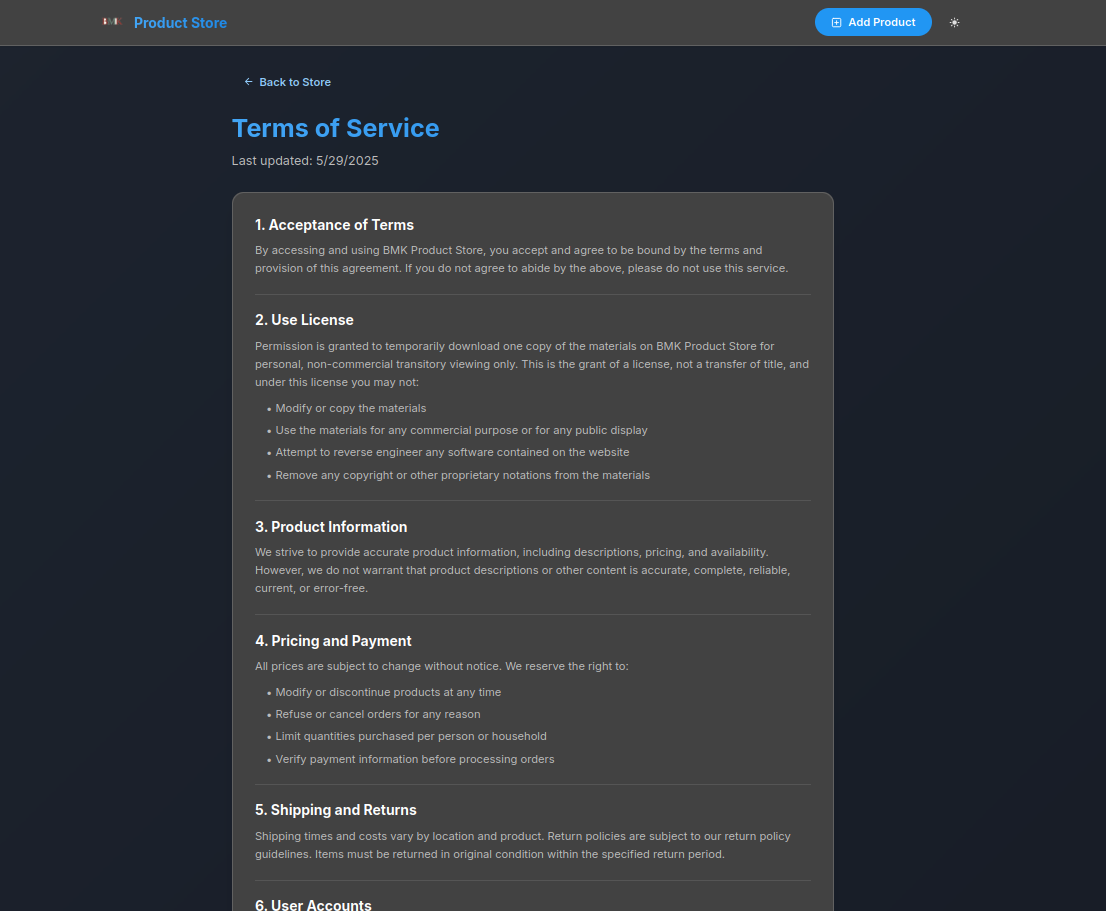 BMK Product Store
Add Product
Back to Store
Terms of Service
Last updated: 5/29/2025
1. Acceptance of Terms
By accessing and using BMK Product Store, you accept and agree to be bound by the terms and
provision of this agreement. If you do not agree to abide by the above, please do not use this service.
2. Use License
Permission is granted to temporarily download one copy of the materials on BMK Product Store for
personal, non-commercial transitory viewing only. This is the grant of a license, not a transfer of title, and
under this license you may not:
• Modify or copy the materials
• Use the materials for any commercial purpose or for any public display
• Attempt to reverse engineer any software contained on the website
• Remove any copyright or other proprietary notations from the materials
3. Product Information
We strive to provide accurate product information, including descriptions, pricing, and availability.
However, we do not warrant that product descriptions or other content is accurate, complete, reliable,
current, or error-free.
4. Pricing and Payment
All prices are subject to change without notice. We reserve the right to:
• Modify or discontinue products at any time
• Refuse or cancel orders for any reason
• Limit quantities purchased per person or household
• Verify payment information before processing orders
5. Shipping and Returns
Shipping times and costs vary by location and product. Return policies are subject to our return policy
guidelines. Items must be returned in original condition within the specified return period.
6. User Accounts